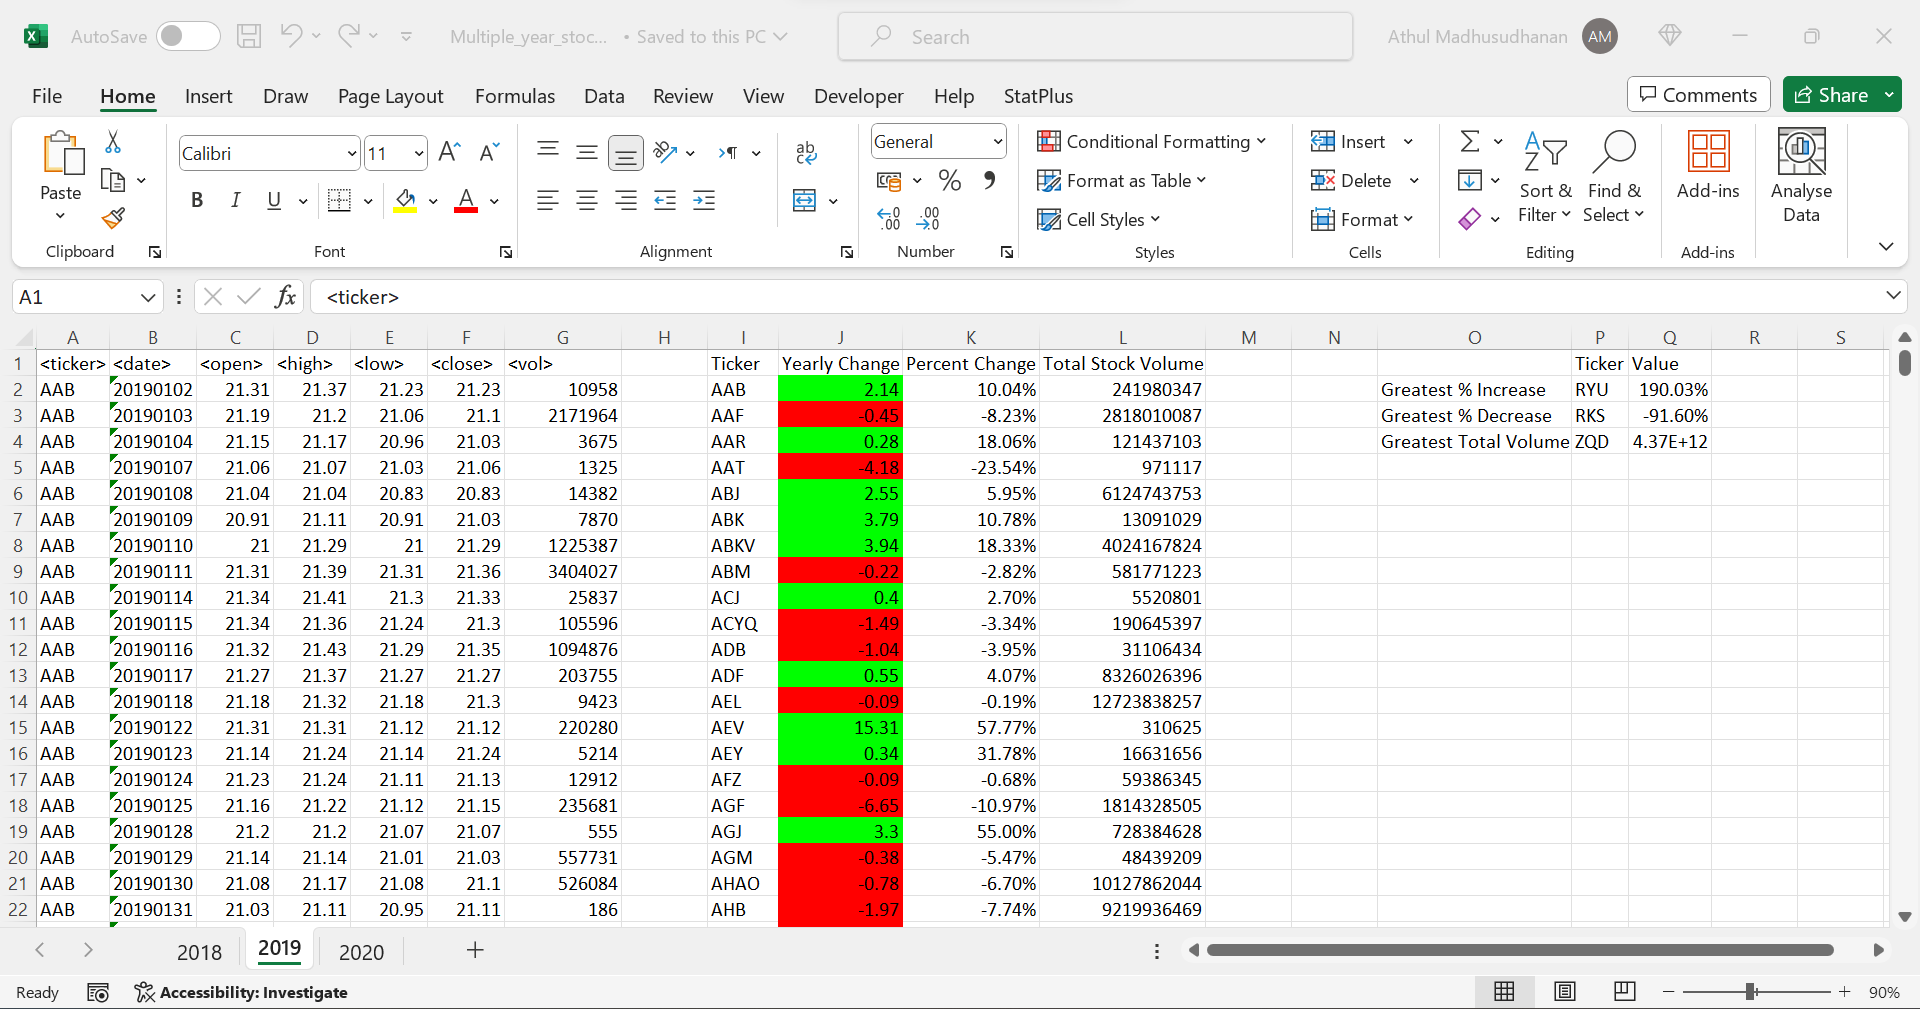 AutoSave Multiple_year_stoc... • Saved to this PC Search Athul Madhusudhanan AM
File Home Insert Draw Page Layout Formulas Data Review View Developer Help StatPlus Comments Share
Paste Calibri 11 General Conditional Formatting Insert
B I U Format as Table Delete Sort & Filter Find & Select Add-ins Analyse Data
Cell Styles Format
Clipboard Font Alignment Number Styles Cells Editing Add-ins
A1 fx <ticker>
A B C D E F G H I J K L M N O P Q R S
1 <ticker> <date> <open> <high> <low> <close> <vol> Ticker Yearly Change Percent Change Total Stock Volume Ticker Value
2 AAB 20190102 21.31 21.37 21.23 21.23 10958 AAB 2.14 10.04% 241980347 Greatest % Increase RYU 190.03%
3 AAB 20190103 21.19 21.2 21.06 21.1 2171964 AAF -0.45 -8.23% 2818010087 Greatest % Decrease RKS -91.60%
4 AAB 20190104 21.15 21.17 20.96 21.03 3675 AAR 0.28 18.06% 121437103 Greatest Total Volume ZQD 4.37E+12
5 AAB 20190107 21.06 21.07 21.03 21.06 1325 AAT -4.18 -23.54% 971117
6 AAB 20190108 21.04 21.04 20.83 20.83 14382 ABJ 2.55 5.95% 6124743753
7 AAB 20190109 20.91 21.11 20.91 21.03 7870 ABK 3.79 10.78% 13091029
8 AAB 20190110 21 21.29 21 21.29 1225387 ABKV 3.94 18.33% 4024167824
9 AAB 20190111 21.31 21.39 21.31 21.36 3404027 ABM -0.22 -2.82% 581771223
10 AAB 20190114 21.34 21.41 21.3 21.33 25837 ACJ 0.4 2.70% 5520801
11 AAB 20190115 21.34 21.36 21.24 21.3 105596 ACYQ -1.49 -3.34% 190645397
12 AAB 20190116 21.32 21.43 21.29 21.35 1094876 ADB -1.04 -3.95% 31106434
13 AAB 20190117 21.27 21.37 21.27 21.27 203755 ADF 0.55 4.07% 8326026396
14 AAB 20190118 21.18 21.32 21.18 21.3 9423 AEL -0.09 -0.19% 12723838257
15 AAB 20190122 21.31 21.31 21.12 21.12 220280 AEV 15.31 57.77% 310625
16 AAB 20190123 21.14 21.24 21.14 21.24 5214 AEY 0.34 31.78% 16631656
17 AAB 20190124 21.23 21.24 21.11 21.13 12912 AFZ -0.09 -0.68% 59386345
18 AAB 20190125 21.16 21.22 21.12 21.15 235681 AGF -6.65 -10.97% 1814328505
19 AAB 20190128 21.2 21.2 21.07 21.07 555 AGJ 3.3 55.00% 728384628
20 AAB 20190129 21.14 21.14 21.01 21.03 557731 AGM -0.38 -5.47% 48439209
21 AAB 20190130 21.08 21.17 21.08 21.1 526084 AHAO -0.78 -6.70% 10127862044
22 AAB 20190131 21.03 21.11 20.95 21.11 186 AHB -1.97 -7.74% 9219936469
2018 2019 2020
Ready Accessibility: Investigate 90%